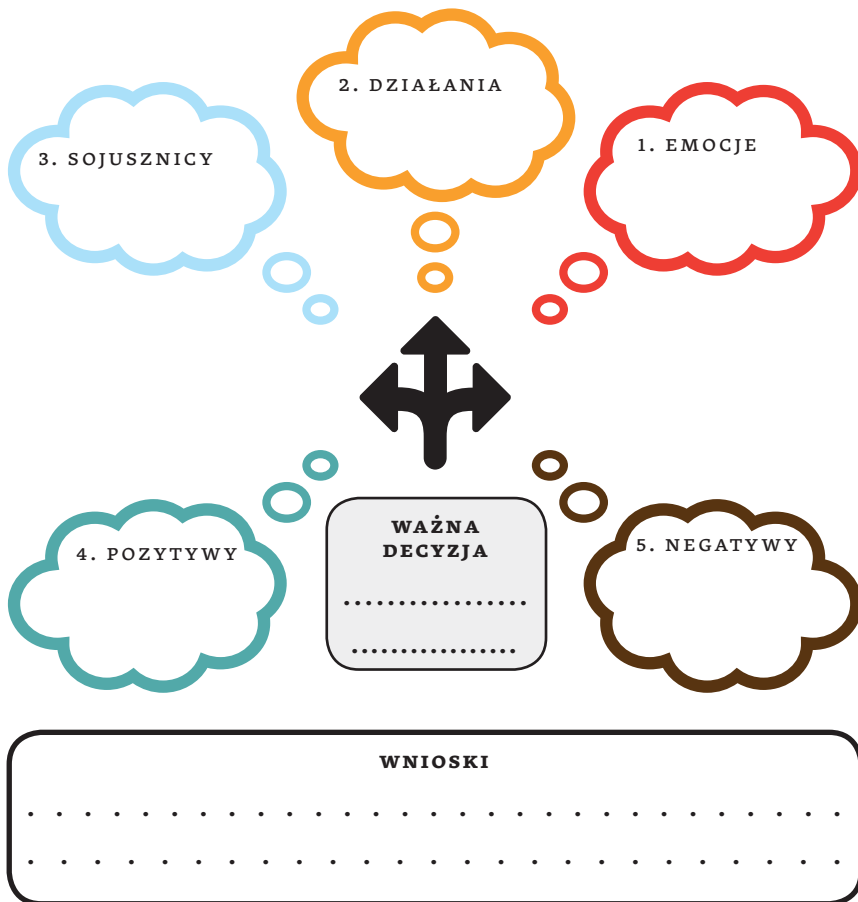 2. DZIAŁANIA
3. SOJUSZNICY
1. EMOCJE
4. POZYTYWY
WAŻNA
DECYZJA
5. NEGATYWY
WNIOSKI